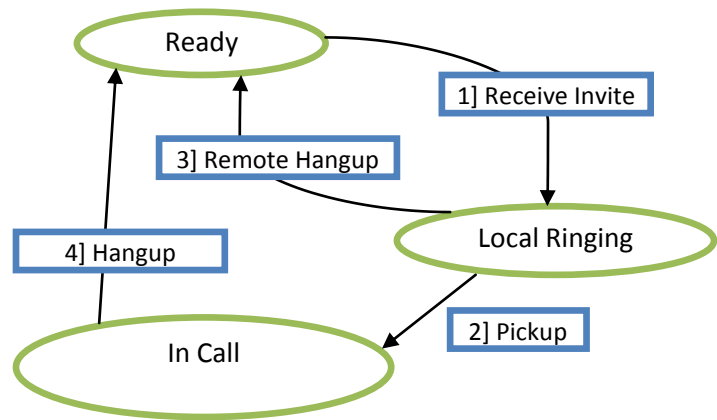 Ready
1] Receive Invite
3] Remote Hangup
Local Ringing
4] Hangup
2] Pickup
In Call